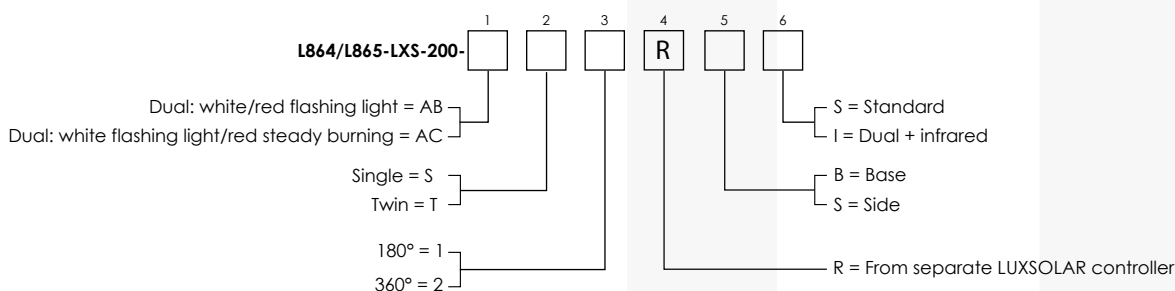 1 2 3 4 5 6
L864/L865-LXS-200- R
Dual: white/red flashing light = AB
Dual: white flashing light/red steady burning = AC
S = Standard
I = Dual + infrared
Single = S
Twin = T
B = Base
S = Side
180° = 1
360° = 2
R = From separate LUXSOLAR controller